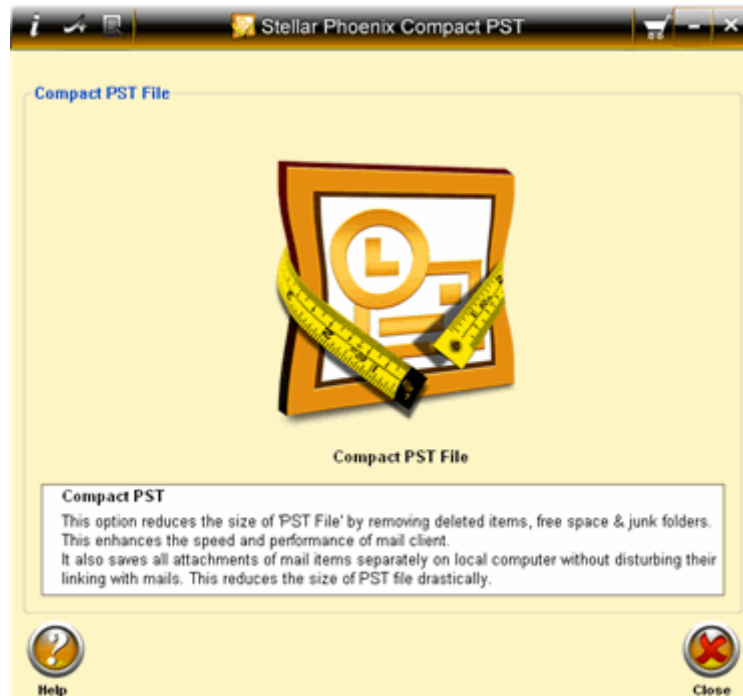 Stellar Phoenix Compact PST
Compact PST File
Compact PST File
Compact PST
This option reduces the size of 'PST File' by removing deleted items, free space & junk folders.
This enhances the speed and performance of mail client.
It also saves all attachments of mail items separately on local computer without disturbing their
linking with mails. This reduces the size of PST file drastically.
Help
Close